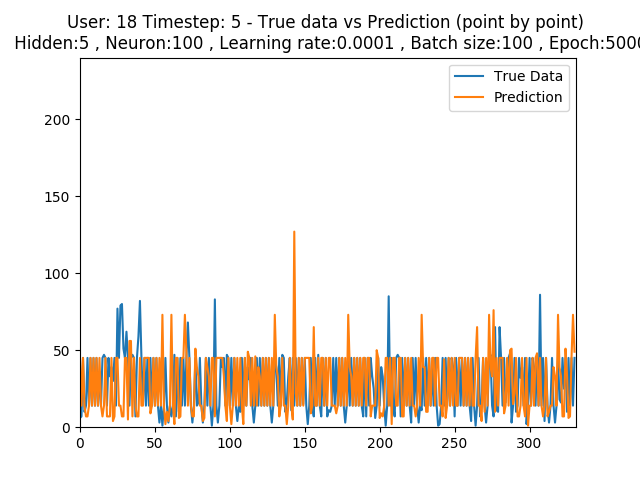 User: 18 Timestep: 5 - True data vs Prediction (point by point)
Hidden:5 , Neuron:100 , Learning rate:0.0001 , Batch size:100 , Epoch:5000
True Data
Prediction
200
150
100
50
0
0 50 100 150 200 250 300